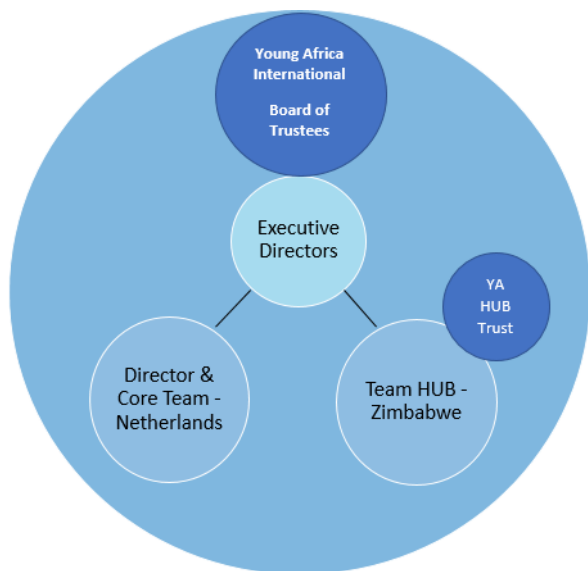 Young Africa
International
Board of
Trustees
Executive
Directors
YA
HUB
Trust
Director &
Core Team -
Netherlands
Team HUB -
Zimbabwe